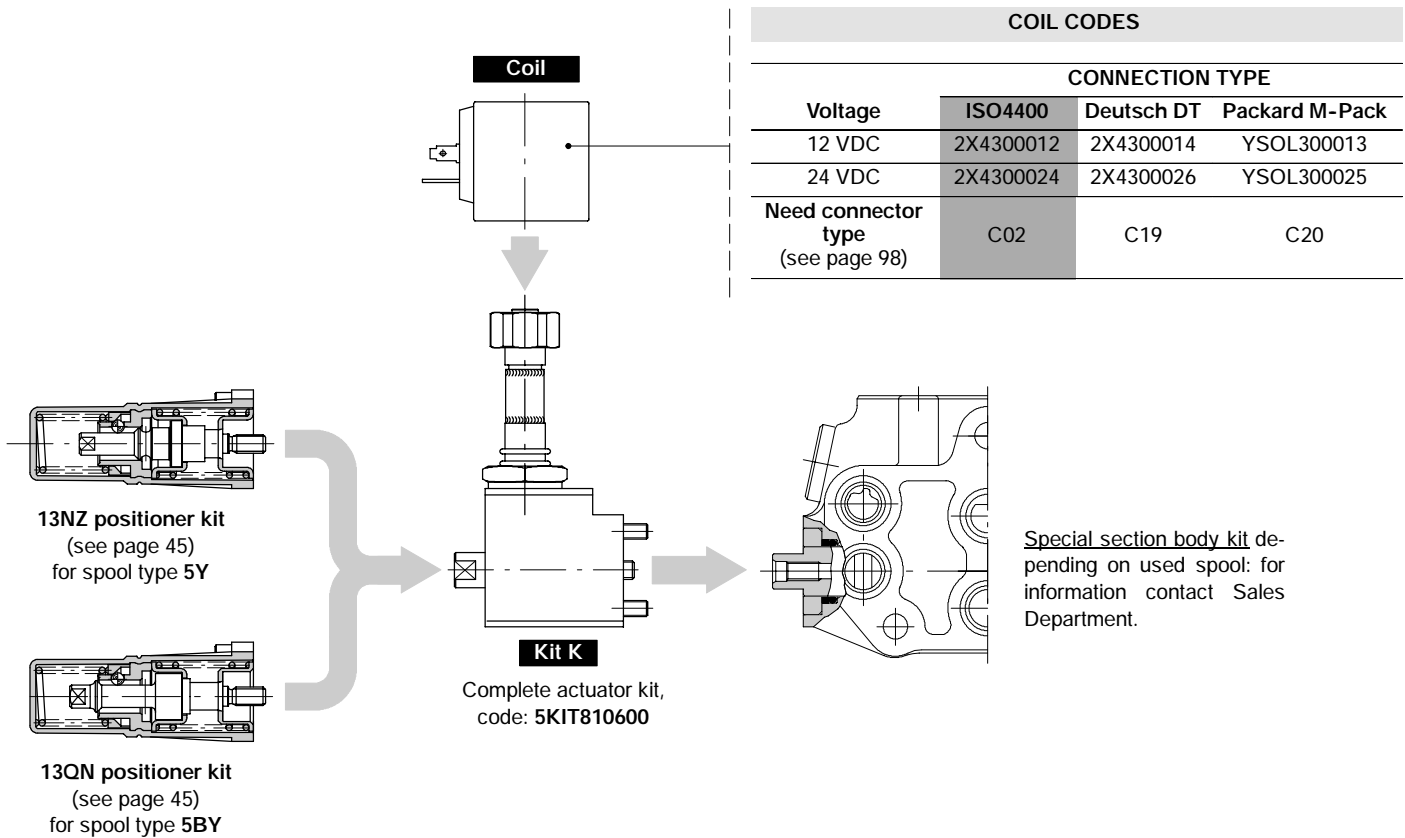 COIL CODES
CONNECTION TYPE
Voltage ISO4400 Deutsch DT Packard M-Pack
12 VDC 2X4300012 2X4300014 YSOL300013
24 VDC 2X4300024 2X4300026 YSOL300025
Need connector
type
(see page 98) C02 C19 C20
Coil
13NZ positioner kit
(see page 45)
for spool type 5Y
Kit K
Complete actuator kit,
code: 5KIT810600
Special section body kit de-
pending on used spool: for
information contact Sales
Department.
13QN positioner kit
(see page 45)
for spool type 5BY